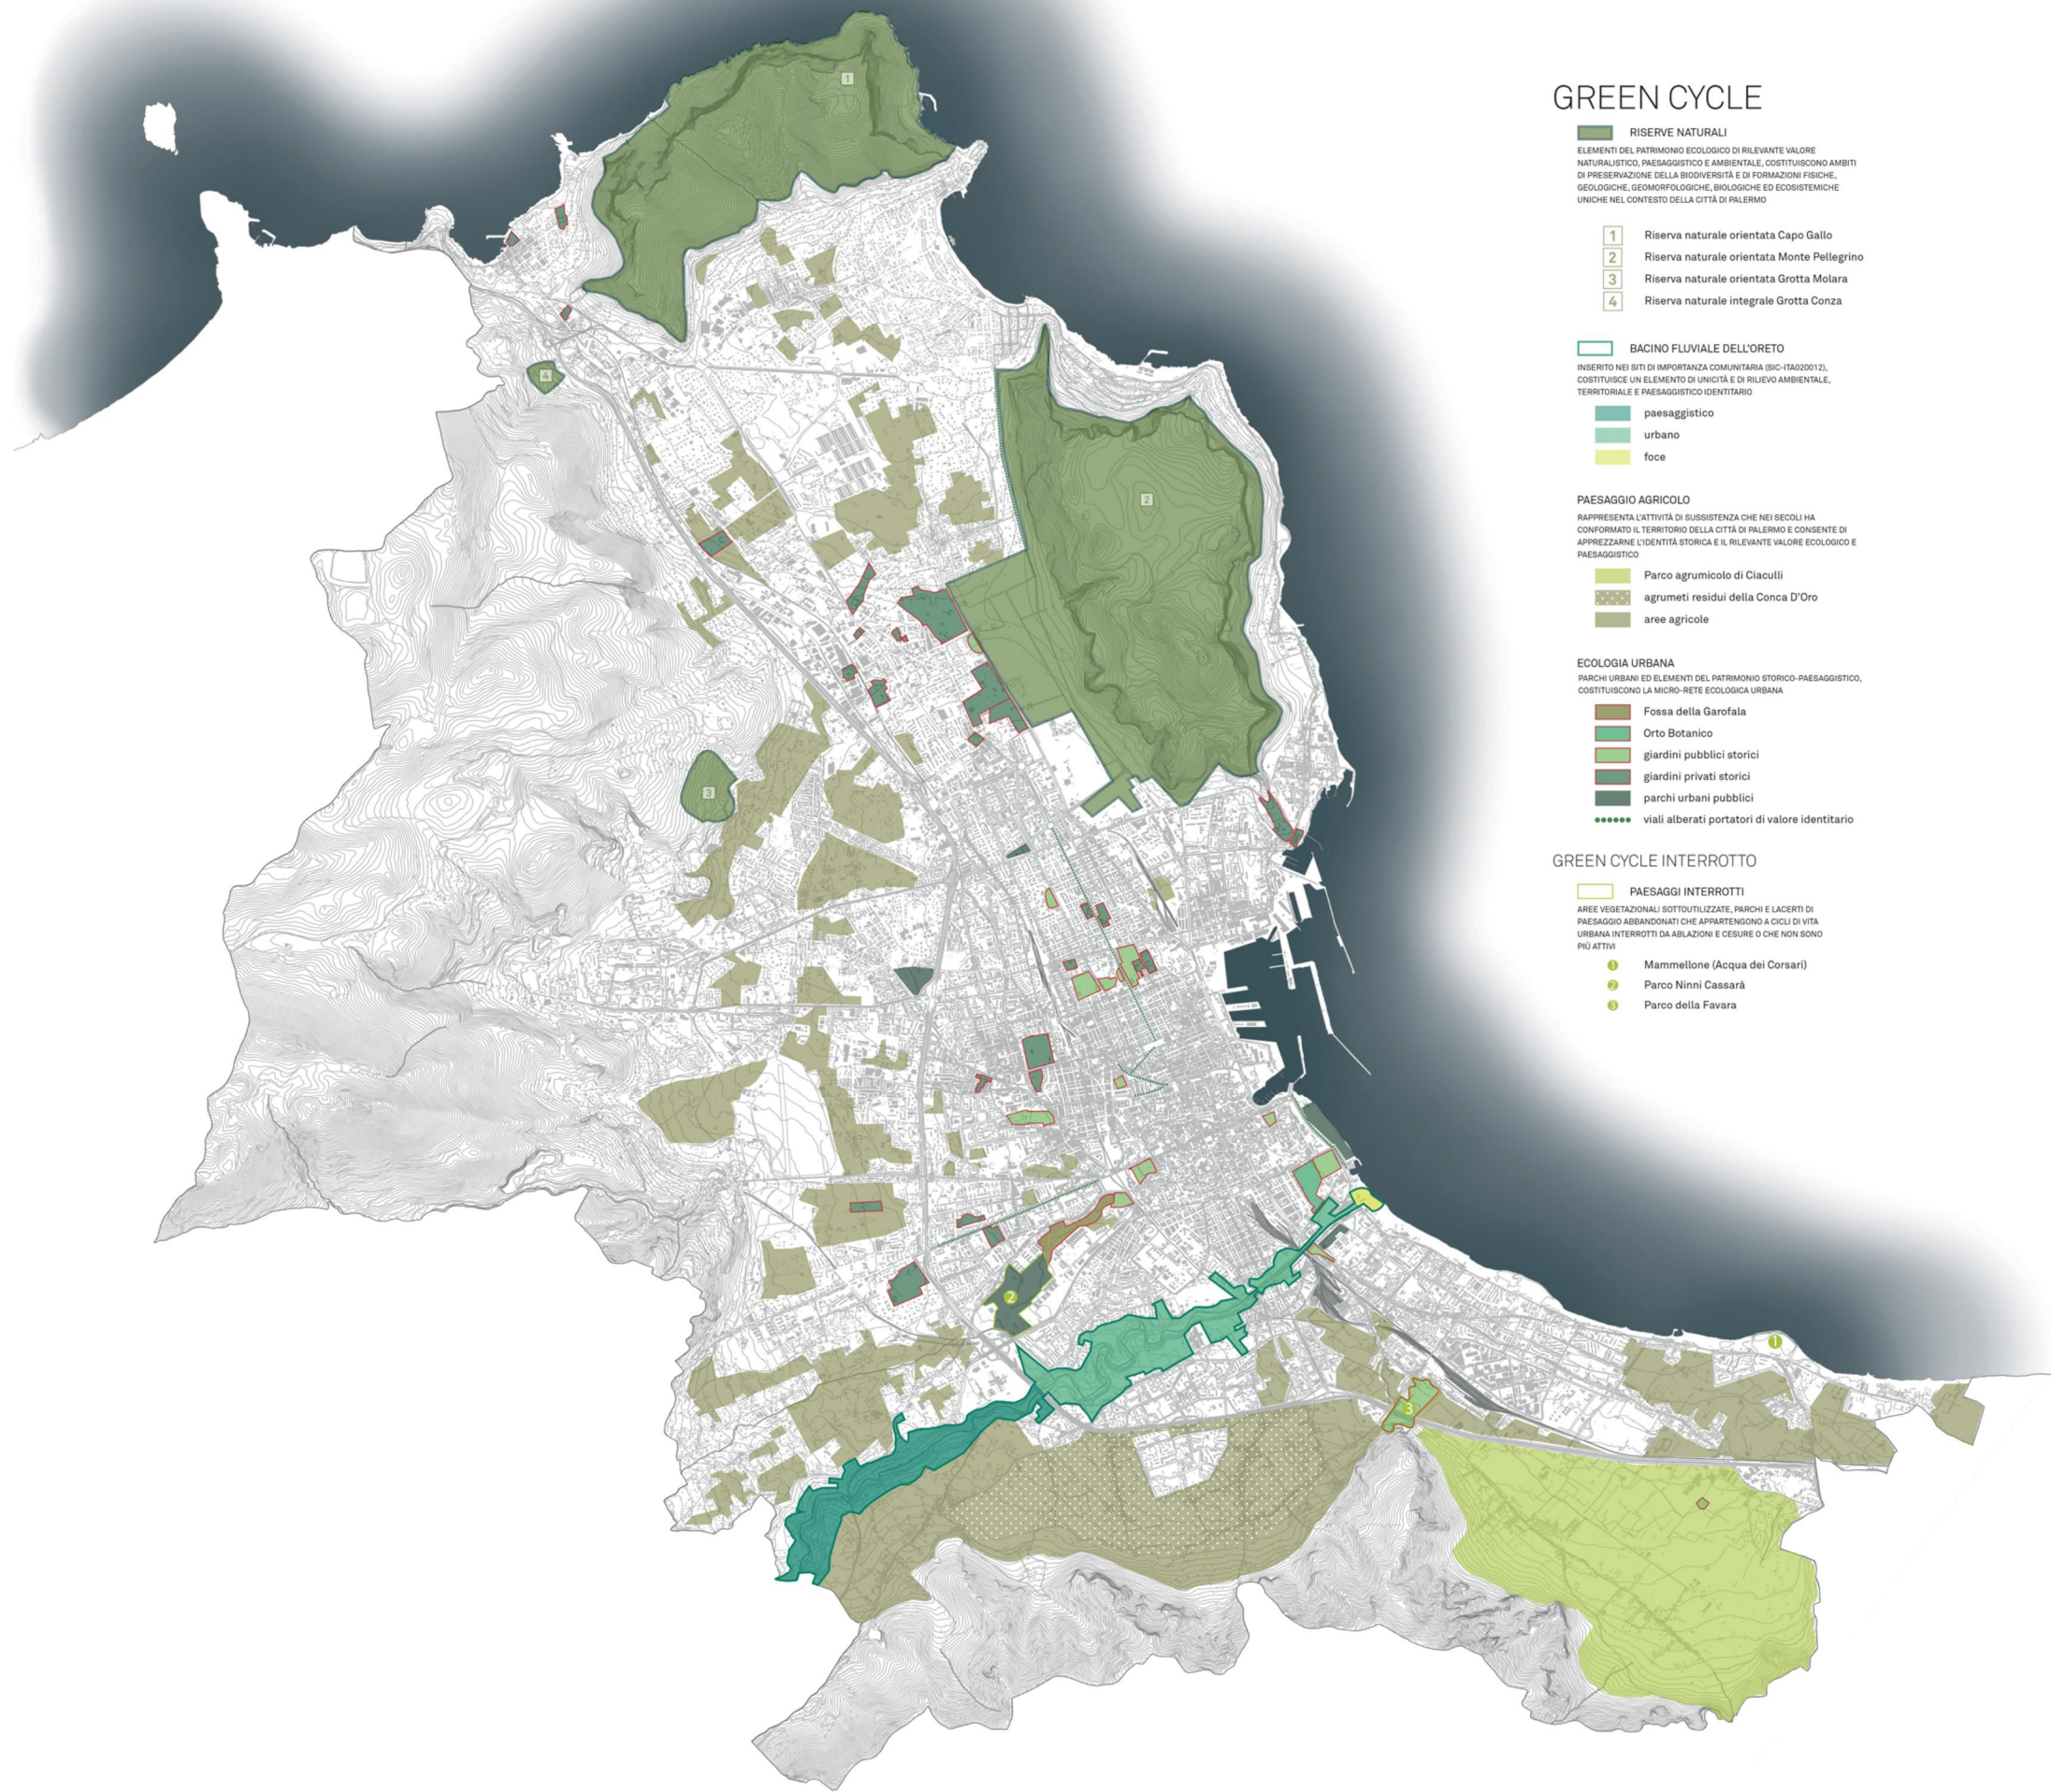 GREEN CYCLE
RISERVE NATURALI
ELEMENTI DEL PATRIMONIO ECOLOGICO DI RILEVANTE VALORE
NATURALISTICO, PAESAGGISTICO E AMBIENTALE, COSTITUISCONO AMBITI
DI PRESERVAZIONE DELLA BIODIVERSITÀ E DI FORMAZIONI FISICHE,
GEOLOGICHE, GEOMORFOLOGICHE, BIOLOGICHE ED ECOSISTEMICHE
UNICHE NEL CONTESTO DELLA CITTÀ DI PALERMO
1 Riserva naturale orientata Capo Gallo
2 Riserva naturale orientata Monte Pellegrino
3 Riserva naturale orientata Grotta Molara
4 Riserva naturale integrale Grotta Conza
BACINO FLUVIALE DELL'ORETO
INSERITO NEI SITI DI IMPORTANZA COMUNITARIA (SIC-ITA020012),
COSTITUISCE UN ELEMENTO DI UNICITÀ E DI RILIEVO AMBIENTALE,
TERRITORIALE E PAESAGGISTICO IDENTITARIO
paesaggistico
urbano
foce
PAESAGGIO AGRICOLO
RAPPRESENTA L'ATTIVITÀ DI SUSSISTENZA CHE NEI SECOLI HA
CONFORMATO IL TERRITORIO DELLA CITTÀ DI PALERMO E CONSENTE DI
APPREZZARNE L'IDENTITÀ STORICA E IL RILEVANTE VALORE ECOLOGICO E
PAESAGGISTICO
Parco agrumicolo di Ciaculli
agrumeti residui della Conca D'Oro
aree agricole
ECOLOGIA URBANA
PARCHI URBANI ED ELEMENTI DEL PATRIMONIO STORICO-PAESAGGISTICO,
COSTITUISCONO LA MICRO-RETE ECOLOGICA URBANA
Fossa della Garofala
Orto Botanico
giardini pubblici storici
giardini privati storici
parchi urbani pubblici
viali alberati portatori di valore identitario
GREEN CYCLE INTERROTTO
PAESAGGI INTERROTTI
AREE VEGETAZIONALI SOTTOUTILIZZATE, PARCHI E LACERTI DI
PAESAGGIO ABBANDONATI CHE APPARTENGONO A CICLI DI VITA
URBANA INTERROTTI DA ABLAZIONI E CESURE O CHE NON SONO
PIÙ ATTIVI
1 Mammellone (Acqua dei Corsari)
2 Parco Ninni Cassarà
3 Parco della Favara
1
4
2
3
2
1
3